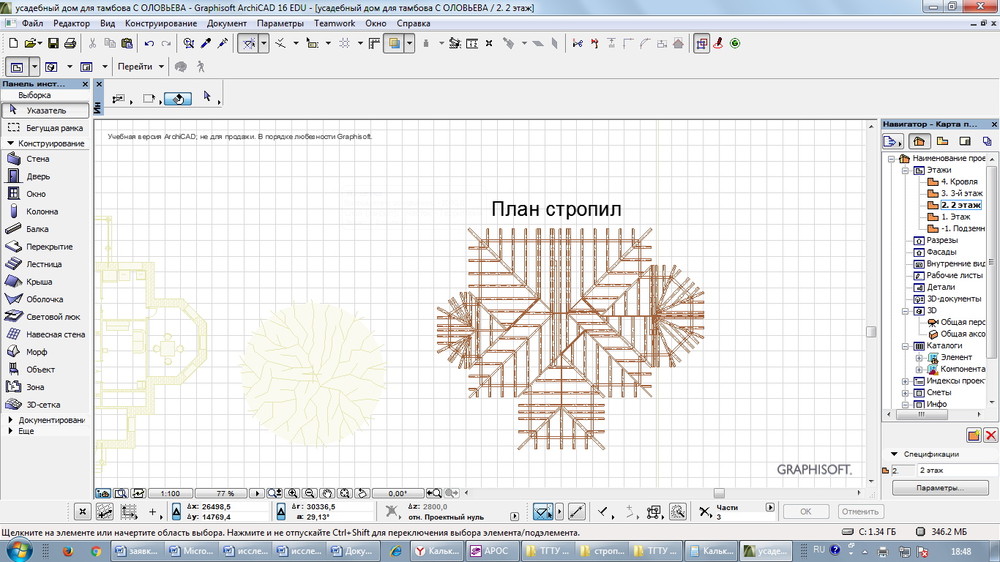 усадебный дом для тамбова С ОЛОВЬЕВА - Graphisoft ArchiCAD 16 EDU - [усадебный дом для тамбова С ОЛОВЬЕВА / 2. 2 этаж]
Файл Редактор Вид Конструирование Документ Параметры Teamwork Окно Справка
Перейти
Панель инст...
Выборка
Указатель
Бегущая рамка
Конструирование
Стена
Дверь
Окно
Колонна
Балка
Перекрытие
Лестница
Крыша
Оболочка
Световой люк
Навесная стена
Морф
Объект
Зона
3D-сетка
Документировани
Еще
Ин
Учебная версия ArchiCAD; не для продажи. В порядке любезности Graphisoft.
План стропил
GRAPHISOFT.
Навигатор - Карта п...
Наименование прое
Этажи
4. Кровля
3. 3-й этаж
2. 2 этаж
1. Этаж
-1. Подземн
Разрезы
Фасады
Внутренние вид
Рабочие листы
Детали
3D-документы
3D
Общая перс
Общая аксо
Каталоги
Элемент
Компонента
Индексы проект
Сметы
Инфо
Спецификации
2. 2 этаж
Параметры...
1:100 77 % 0,00°
Δx: 26498,5
Δy: 14769,4
Δr: 30336,5
a: 29,13°
Δz: 2800,0
отн. Проектный нуль
Части
3
OK Отменить
Щелкните на элементе или начертите область выбора. Нажмите и не отпускайте Ctrl+Shift для переключения выбора элемента/подэлемента.
C: 1.34 ГБ 346.2 МБ
заявк... Micro... иссле... иссле... Доку... Кальк... АРОС ТГТУ ... строп... ТГТУ ... Кальк... усаде... RU 18:48